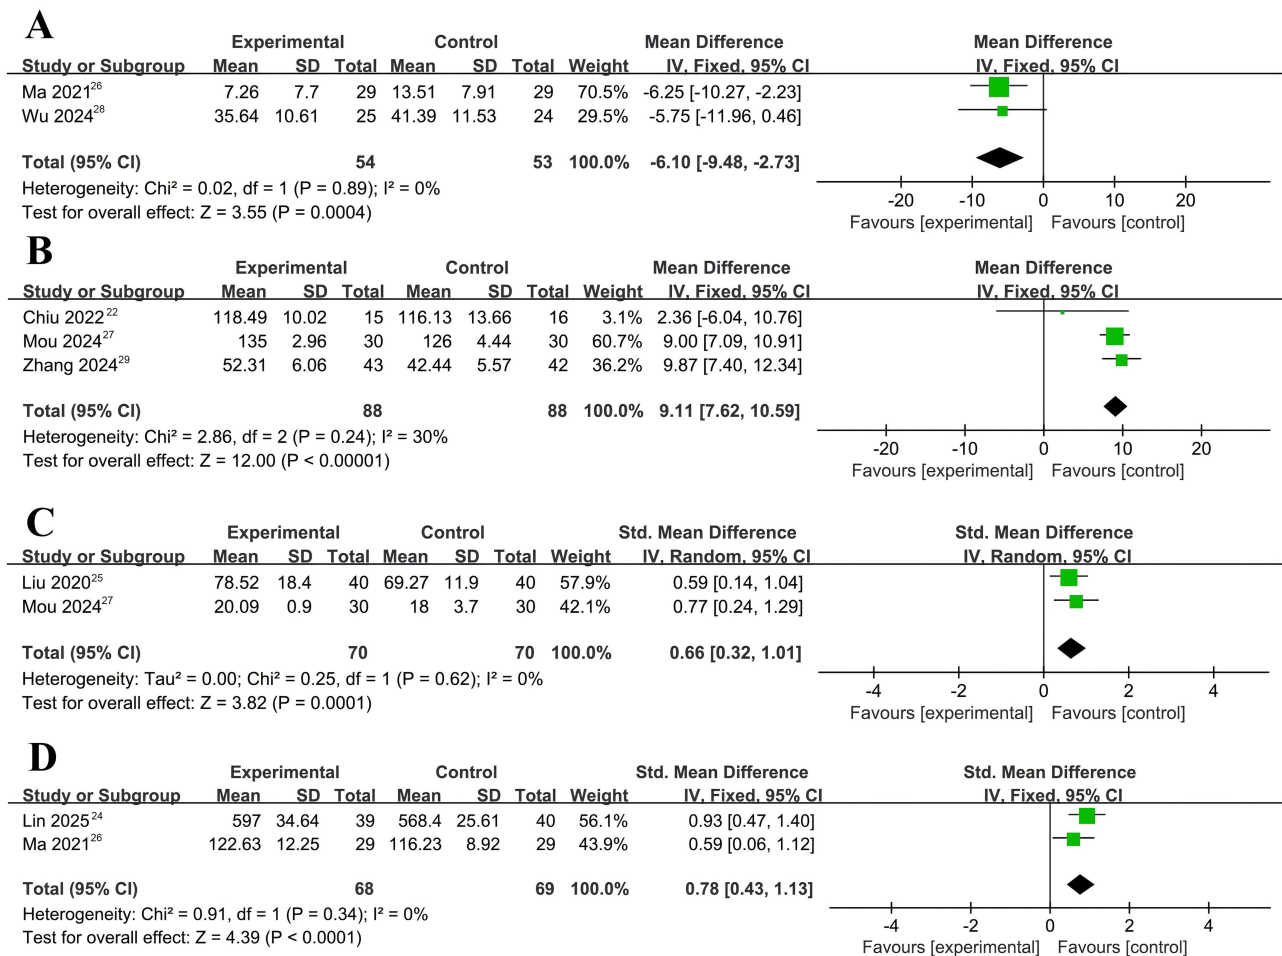 A
Experimental Control Mean Difference Mean Difference
Study or Subgroup Mean SD Total Mean SD Total Weight IV, Fixed, 95% CI IV, Fixed, 95% CI
Ma 2021²⁶ 7.26 7.7 29 13.51 7.91 29 70.5% -6.25 [-10.27, -2.23]
Wu 2024²⁸ 35.64 10.61 25 41.39 11.53 24 29.5% -5.75 [-11.96, 0.46]
Total (95% CI) 54 53 100.0% -6.10 [-9.48, -2.73]
Heterogeneity: Chi² = 0.02, df = 1 (P = 0.89); I² = 0%
Test for overall effect: Z = 3.55 (P = 0.0004)
-20 -10 0 10 20
Favours [experimental] Favours [control]
B
Experimental Control Mean Difference Mean Difference
Study or Subgroup Mean SD Total Mean SD Total Weight IV, Fixed, 95% CI IV, Fixed, 95% CI
Chiu 2022²² 118.49 10.02 15 116.13 13.66 16 3.1% 2.36 [-6.04, 10.76]
Mou 2024²⁷ 135 2.96 30 126 4.44 30 60.7% 9.00 [7.09, 10.91]
Zhang 2024²⁹ 52.31 6.06 43 42.44 5.57 42 36.2% 9.87 [7.40, 12.34]
Total (95% CI) 88 88 100.0% 9.11 [7.62, 10.59]
Heterogeneity: Chi² = 2.86, df = 2 (P = 0.24); I² = 30%
Test for overall effect: Z = 12.00 (P < 0.00001)
-20 -10 0 10 20
Favours [experimental] Favours [control]
C
Experimental Control Std. Mean Difference Std. Mean Difference
Study or Subgroup Mean SD Total Mean SD Total Weight IV, Random, 95% CI IV, Random, 95% CI
Liu 2020²⁵ 78.52 18.4 40 69.27 11.9 40 57.9% 0.59 [0.14, 1.04]
Mou 2024²⁷ 20.09 0.9 30 18 3.7 30 42.1% 0.77 [0.24, 1.29]
Total (95% CI) 70 70 100.0% 0.66 [0.32, 1.01]
Heterogeneity: Tau² = 0.00; Chi² = 0.25, df = 1 (P = 0.62); I² = 0%
Test for overall effect: Z = 3.82 (P = 0.0001)
-4 -2 0 2 4
Favours [experimental] Favours [control]
D
Experimental Control Std. Mean Difference Std. Mean Difference
Study or Subgroup Mean SD Total Mean SD Total Weight IV, Fixed, 95% CI IV, Fixed, 95% CI
Lin 2025²⁴ 597 34.64 39 568.4 25.61 40 56.1% 0.93 [0.47, 1.40]
Ma 2021²⁶ 122.63 12.25 29 116.23 8.92 29 43.9% 0.59 [0.06, 1.12]
Total (95% CI) 68 69 100.0% 0.78 [0.43, 1.13]
Heterogeneity: Chi² = 0.91, df = 1 (P = 0.34); I² = 0%
Test for overall effect: Z = 4.39 (P < 0.0001)
-4 -2 0 2 4
Favours [experimental] Favours [control]